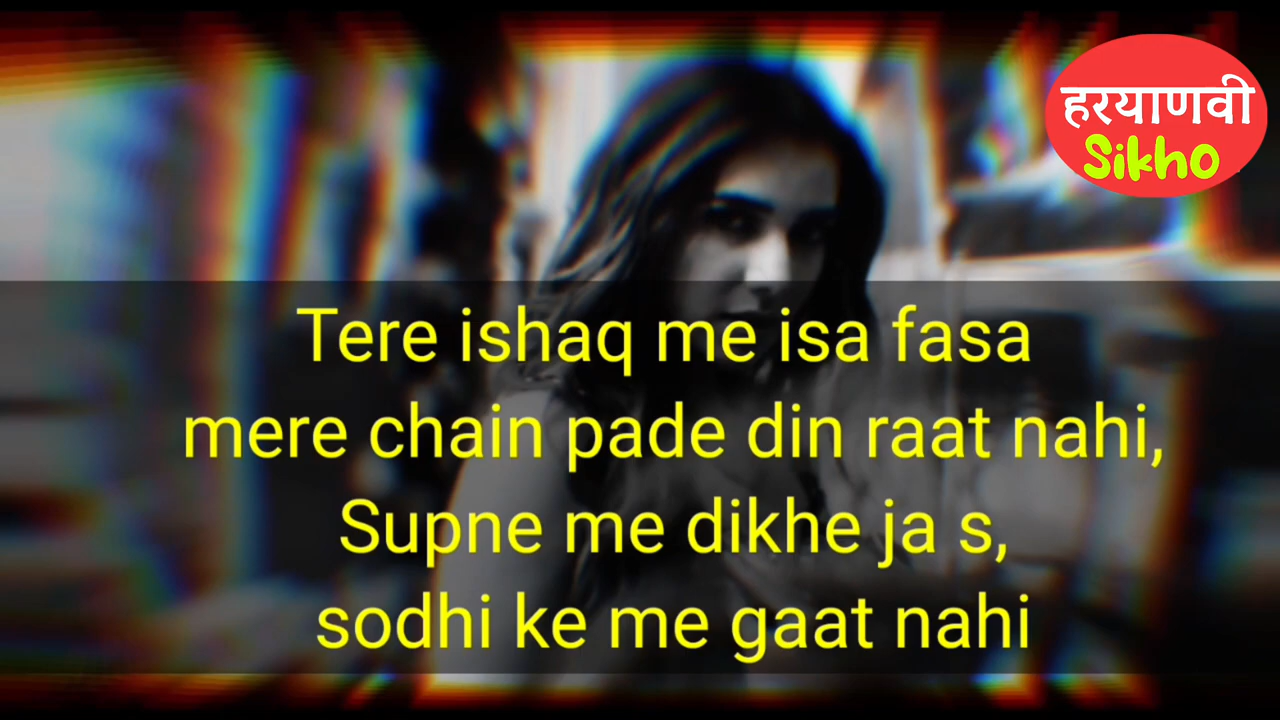 हरयाणवी
Sikho
Tere ishaq me isa fasa
mere chain pade din raat nahi,
Supne me dikhe ja s,
sodhi ke me gaat nahi